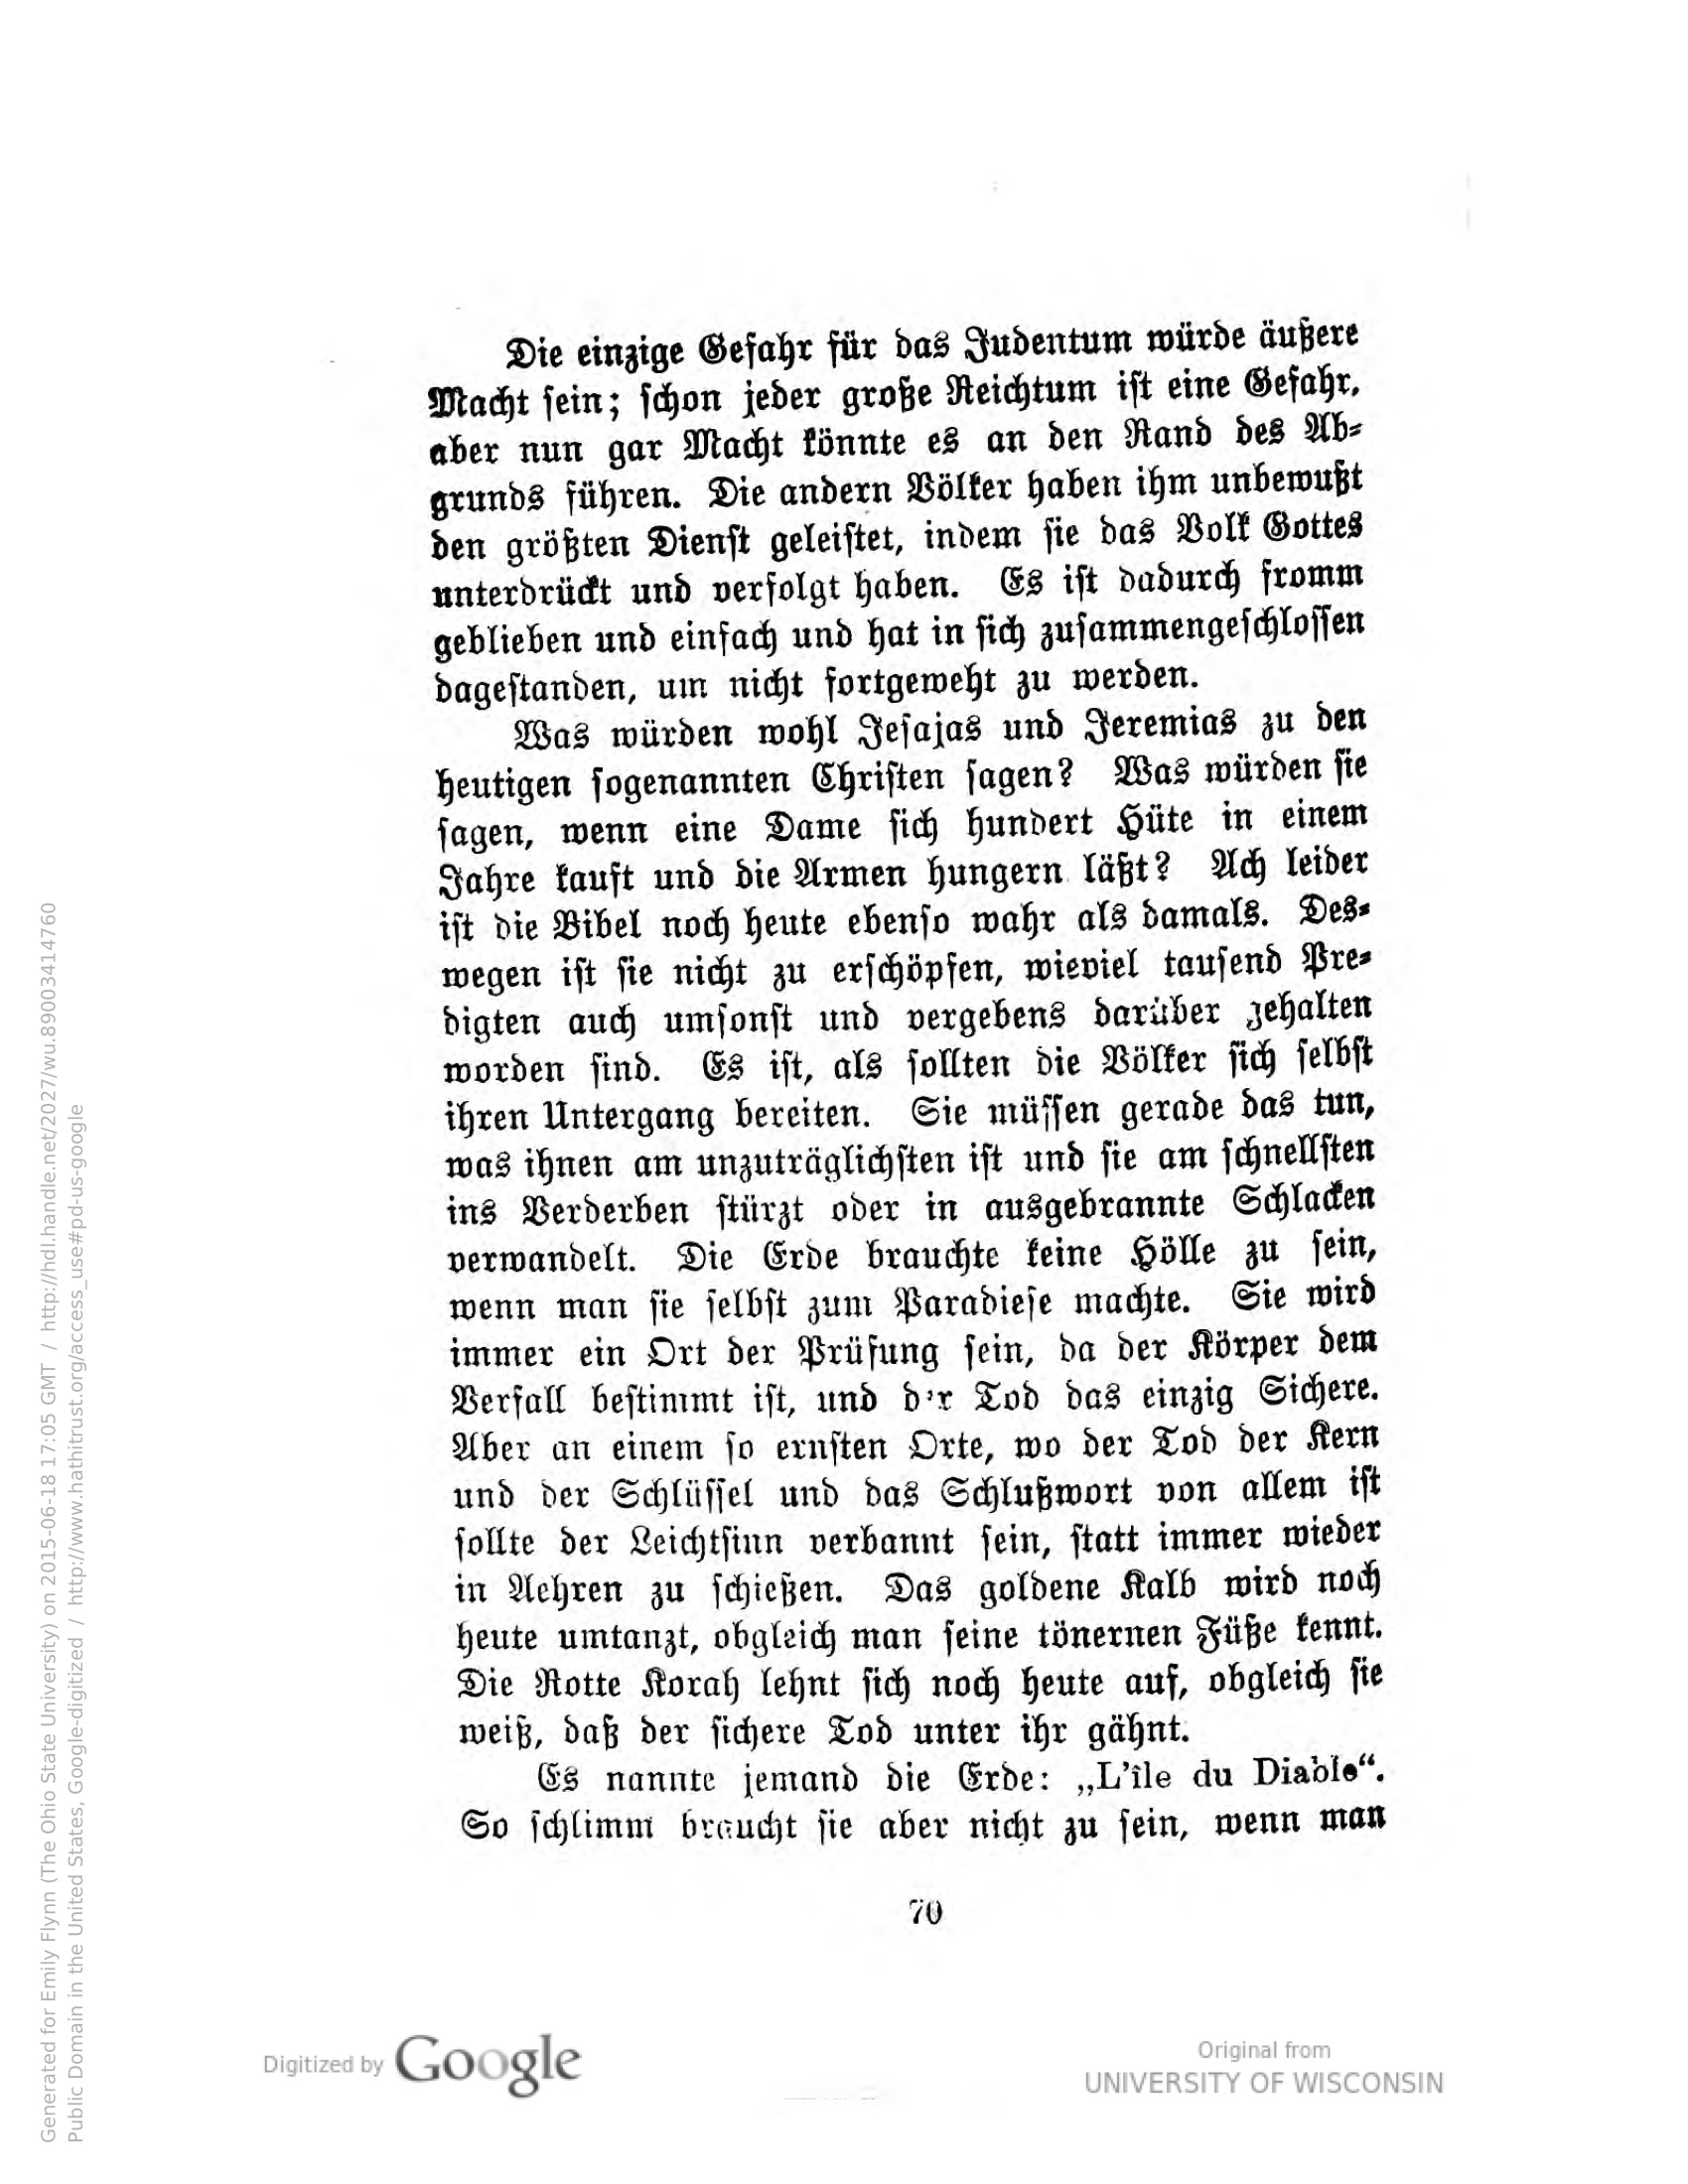 Die einzige Gefahr für das Judentum würde äußere
Macht sein; schon jeder große Reichtum ist eine Gefahr,
aber nun gar Macht könnte es an den Rand des Ab-
grunds führen. Die andern Völker haben ihm unbewußt
den größten Dienst geleistet, indem sie das Volk Gottes
unterdrückt und verfolgt haben. Es ist dadurch fromm
geblieben und einfach und hat in sich zusammengeschlossen
dagestanden, um nicht fortgeweht zu werden.
Was würden wohl Jesajas und Jeremias zu den
heutigen sogenannten Christen sagen? Was würden sie
sagen, wenn eine Dame sich hundert Hüte in einem
Jahre kauft und die Armen hungern läßt? Ach leider
ist die Bibel noch heute ebenso wahr als damals. Des-
wegen ist sie nicht zu erschöpfen, wieviel tausend Pre-
digten auch umsonst und vergebens darüber gehalten
worden sind. Es ist, als sollten die Völker sich selbst
ihren Untergang bereiten. Sie müssen gerade das tun,
was ihnen am unzuträglichsten ist und sie am schnellsten
ins Verderben stürzt oder in ausgebrannte Schlacken
verwandelt. Die Erde brauchte keine Hölle zu sein,
wenn man sie selbst zum Paradiese machte. Sie wird
immer ein Ort der Prüfung sein, da der Körper dem
Verfall bestimmt ist, und der Tod das einzig Sichere.
Aber an einem so ernsten Orte, wo der Tod der Kern
und der Schlüssel und das Schlußwort von allem ist
sollte der Leichtsinn verbannt sein, statt immer wieder
in Aehren zu schießen. Das goldene Kalb wird noch
heute umtanzt, obgleich man seine tönernen Füße kennt.
Die Rotte Korah lehnt sich noch heute auf, obgleich sie
weiß, daß der sichere Tod unter ihr gähnt.
Es nannte jemand die Erde: „L'île du Diable“.
So schlimm braucht sie aber nicht zu sein, wenn man
70
Digitized by Google
Original from
UNIVERSITY OF WISCONSIN
Generated for Emily Flynn (The Ohio State University) on 2015-06-18 17:05 GMT / http://hdl.handle.net/2027/wu.89003414760
Public Domain in the United States, Google-digitized / http://www.hathitrust.org/access_use#pd-us-google